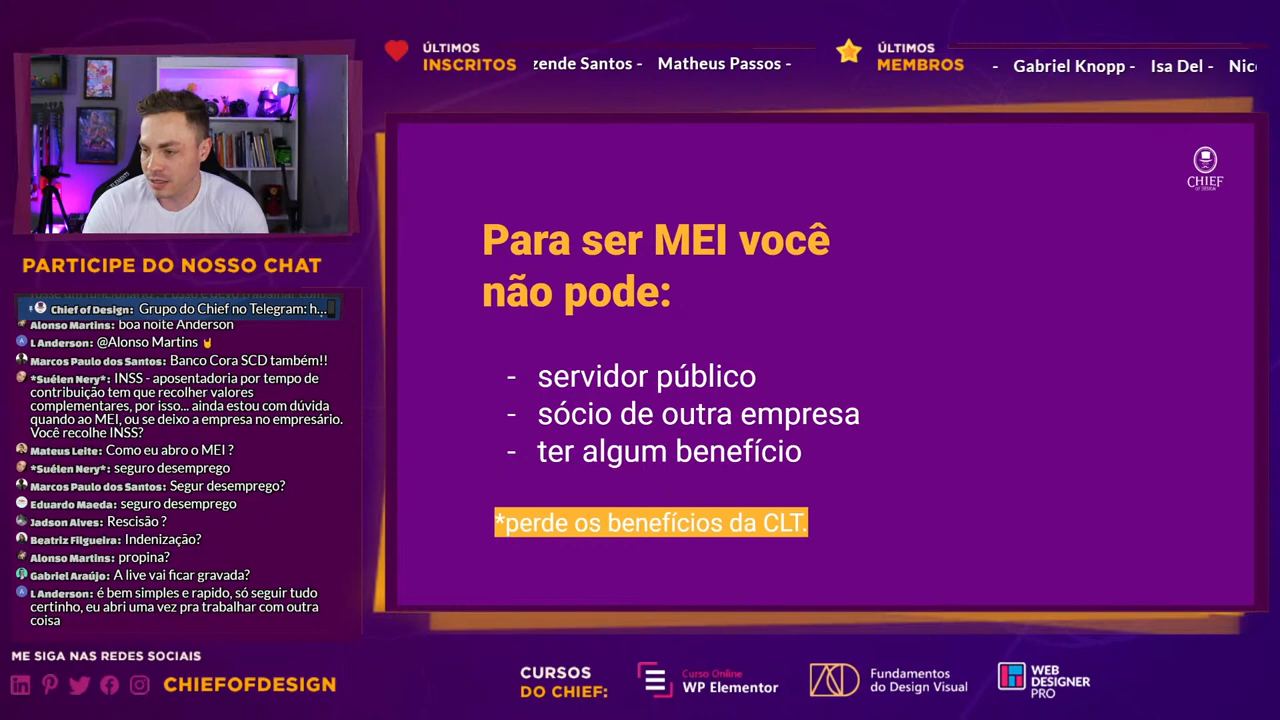 ÚLTIMOS
INSCRITOS
zende Santos - Matheus Passos -
ÚLTIMOS
MEMBROS
- Gabriel Knopp - Isa Del - Nic
CHIEF
OF DESIGN
Para ser MEI você
não pode:
- servidor público
- sócio de outra empresa
- ter algum benefício
*perde os benefícios da CLT.
PARTICIPE DO NOSSO CHAT
Chief of Design: Grupo do Chief no Telegram: h...
Alonso Martins: boa noite Anderson
L Anderson: @Alonso Martins 🤘
Marcos Paulo dos Santos: Banco Cora SCD também!!
*Suélen Nery*: INSS - aposentadoria por tempo de
contribuição tem que recolher valores
complementares, por isso... ainda estou com dúvida
quando ao MEI, ou se deixo a empresa no empresário.
Você recolhe INSS?
Mateus Leite: Como eu abro o MEI ?
*Suélen Nery*: seguro desemprego
Marcos Paulo dos Santos: Segur desemprego?
Eduardo Maeda: seguro desemprego
Jadson Alves: Rescisão ?
Beatriz Filgueira: Indenização?
Alonso Martins: propina?
Gabriel Araújo: A live vai ficar gravada?
L Anderson: é bem simples e rapido, só seguir tudo
certinho, eu abri uma vez pra trabalhar com outra
coisa
ME SIGA NAS REDES SOCIAIS
CHIEFOFDESIGN
CURSOS
DO CHIEF:
Curso Online
WP Elementor
Fundamentos
do Design Visual
WEB
DESIGNER
PRO